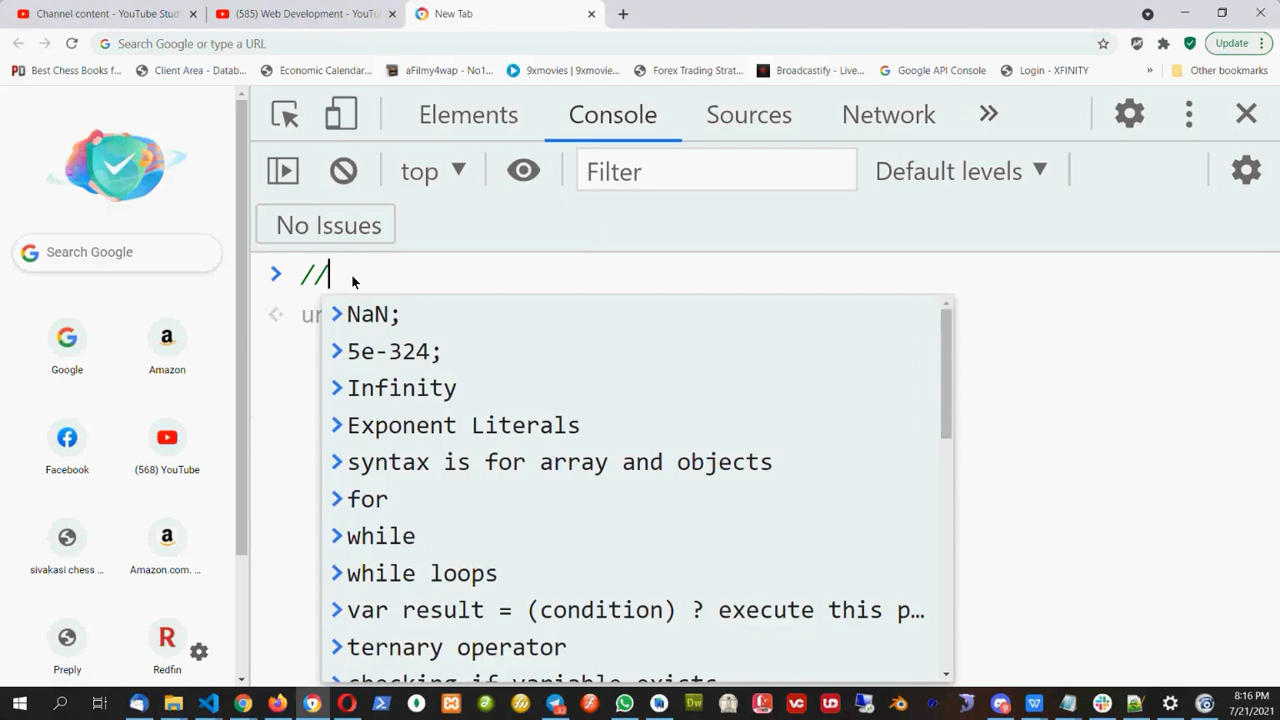 Channel content - YouTube Stud
(585) Web Development - YouTu
New Tab
Search Google or type a URL
Update
Best Chess Books f...
Client Area - Datab...
Economic Calendar...
aFilmy4wap - No1...
9xmovies | 9xmovie...
Forex Trading Strat...
Broadcastify - Live...
Google API Console
Login - XFINITY
»
Other bookmarks
Elements
Console
Sources
Network
top
Filter
Default levels
No Issues
//
NaN;
5e-324;
Infinity
Exponent Literals
syntax is for array and objects
for
while
while loops
var result = (condition) ? execute this p…
ternary operator
checking if variable exists
Search Google
Google
Amazon
Facebook
(568) YouTube
sivakasi chess ...
Amazon.com. ...
Preply
Redfin
8:16 PM
7/21/2021